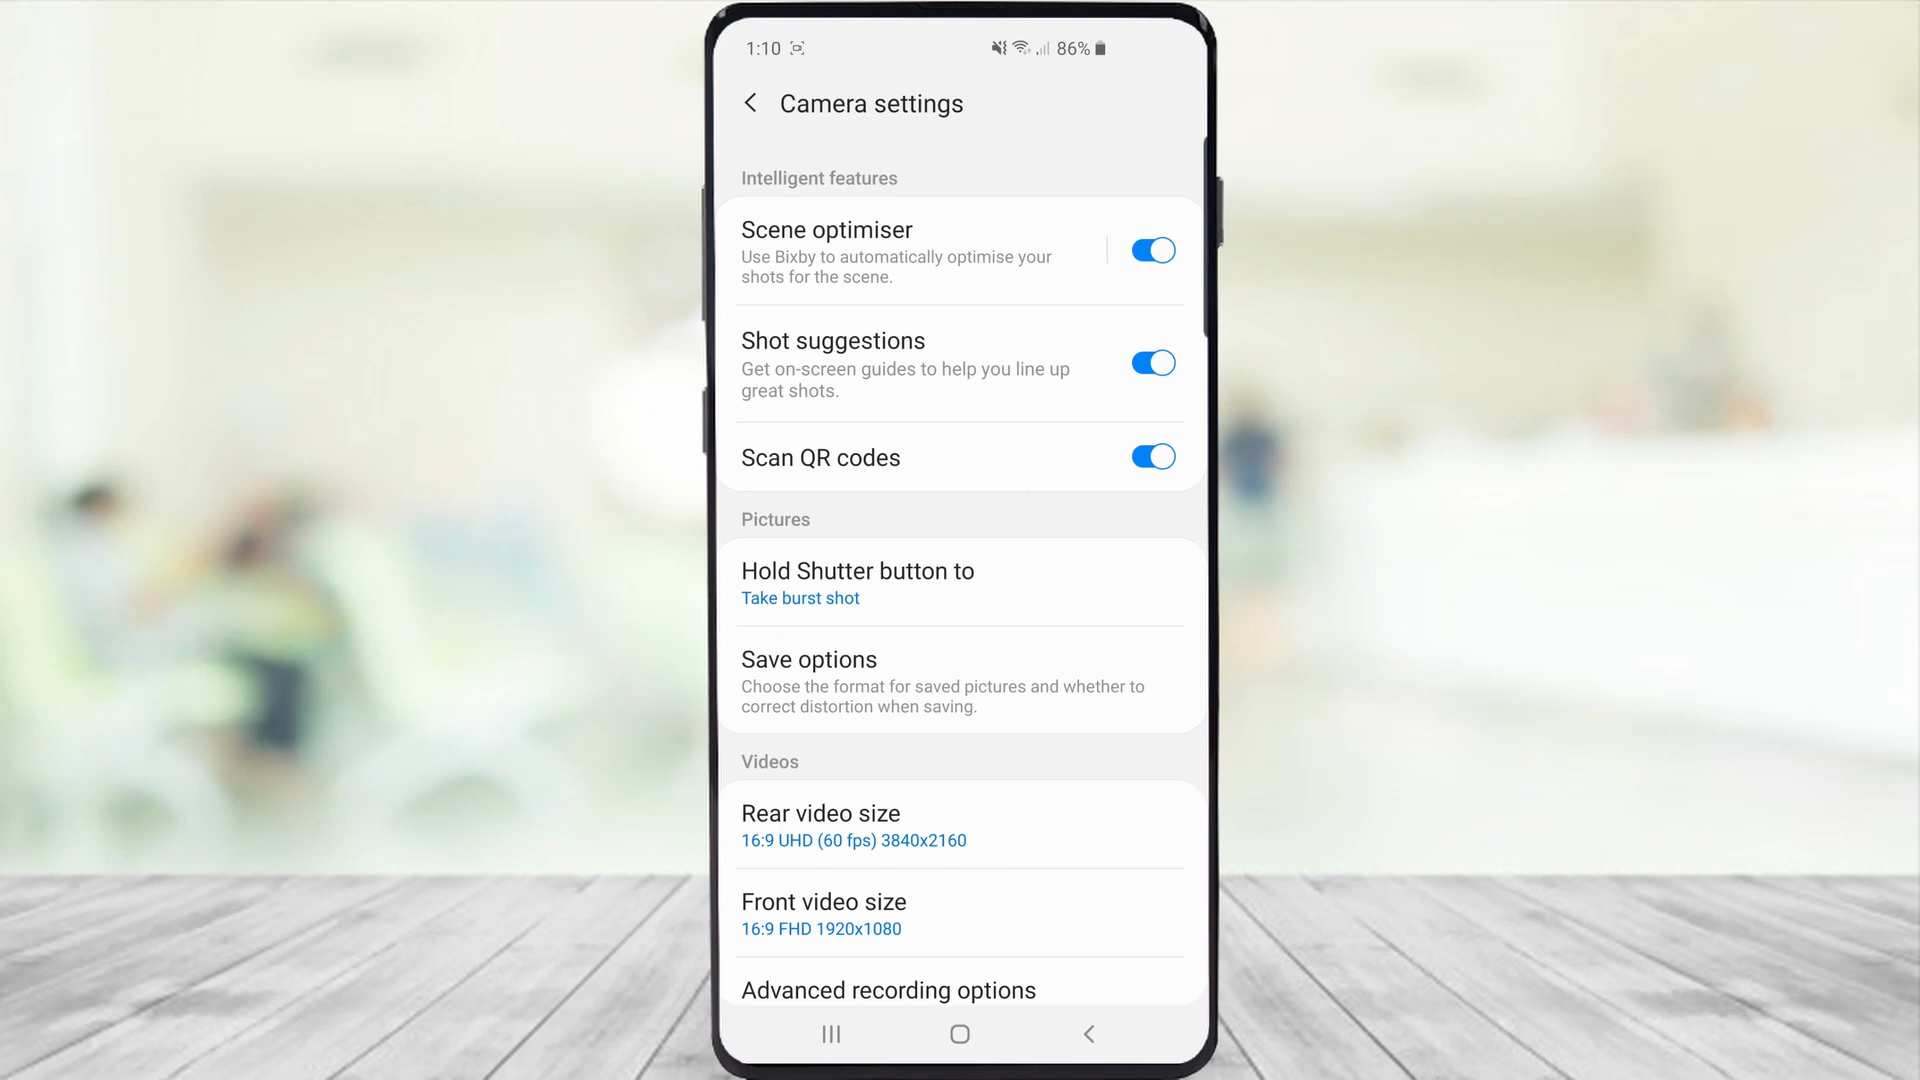 1:10 86%
Camera settings
Intelligent features
Scene optimiser
Use Bixby to automatically optimise your
shots for the scene.
Shot suggestions
Get on-screen guides to help you line up
great shots.
Scan QR codes
Pictures
Hold Shutter button to
Take burst shot
Save options
Choose the format for saved pictures and whether to
correct distortion when saving.
Videos
Rear video size
16:9 UHD (60 fps) 3840x2160
Front video size
16:9 FHD 1920x1080
Advanced recording options